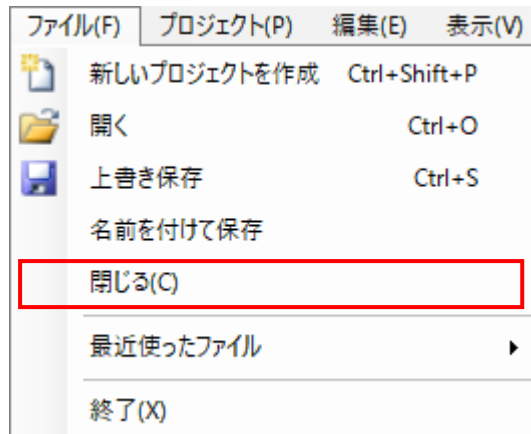 ファイル(F) プロジェクト(P) 編集(E) 表示(V)
新しいプロジェクトを作成 Ctrl+Shift+P
開く Ctrl+O
上書き保存 Ctrl+S
名前を付けて保存
閉じる(C)
最近使ったファイル
終了(X)